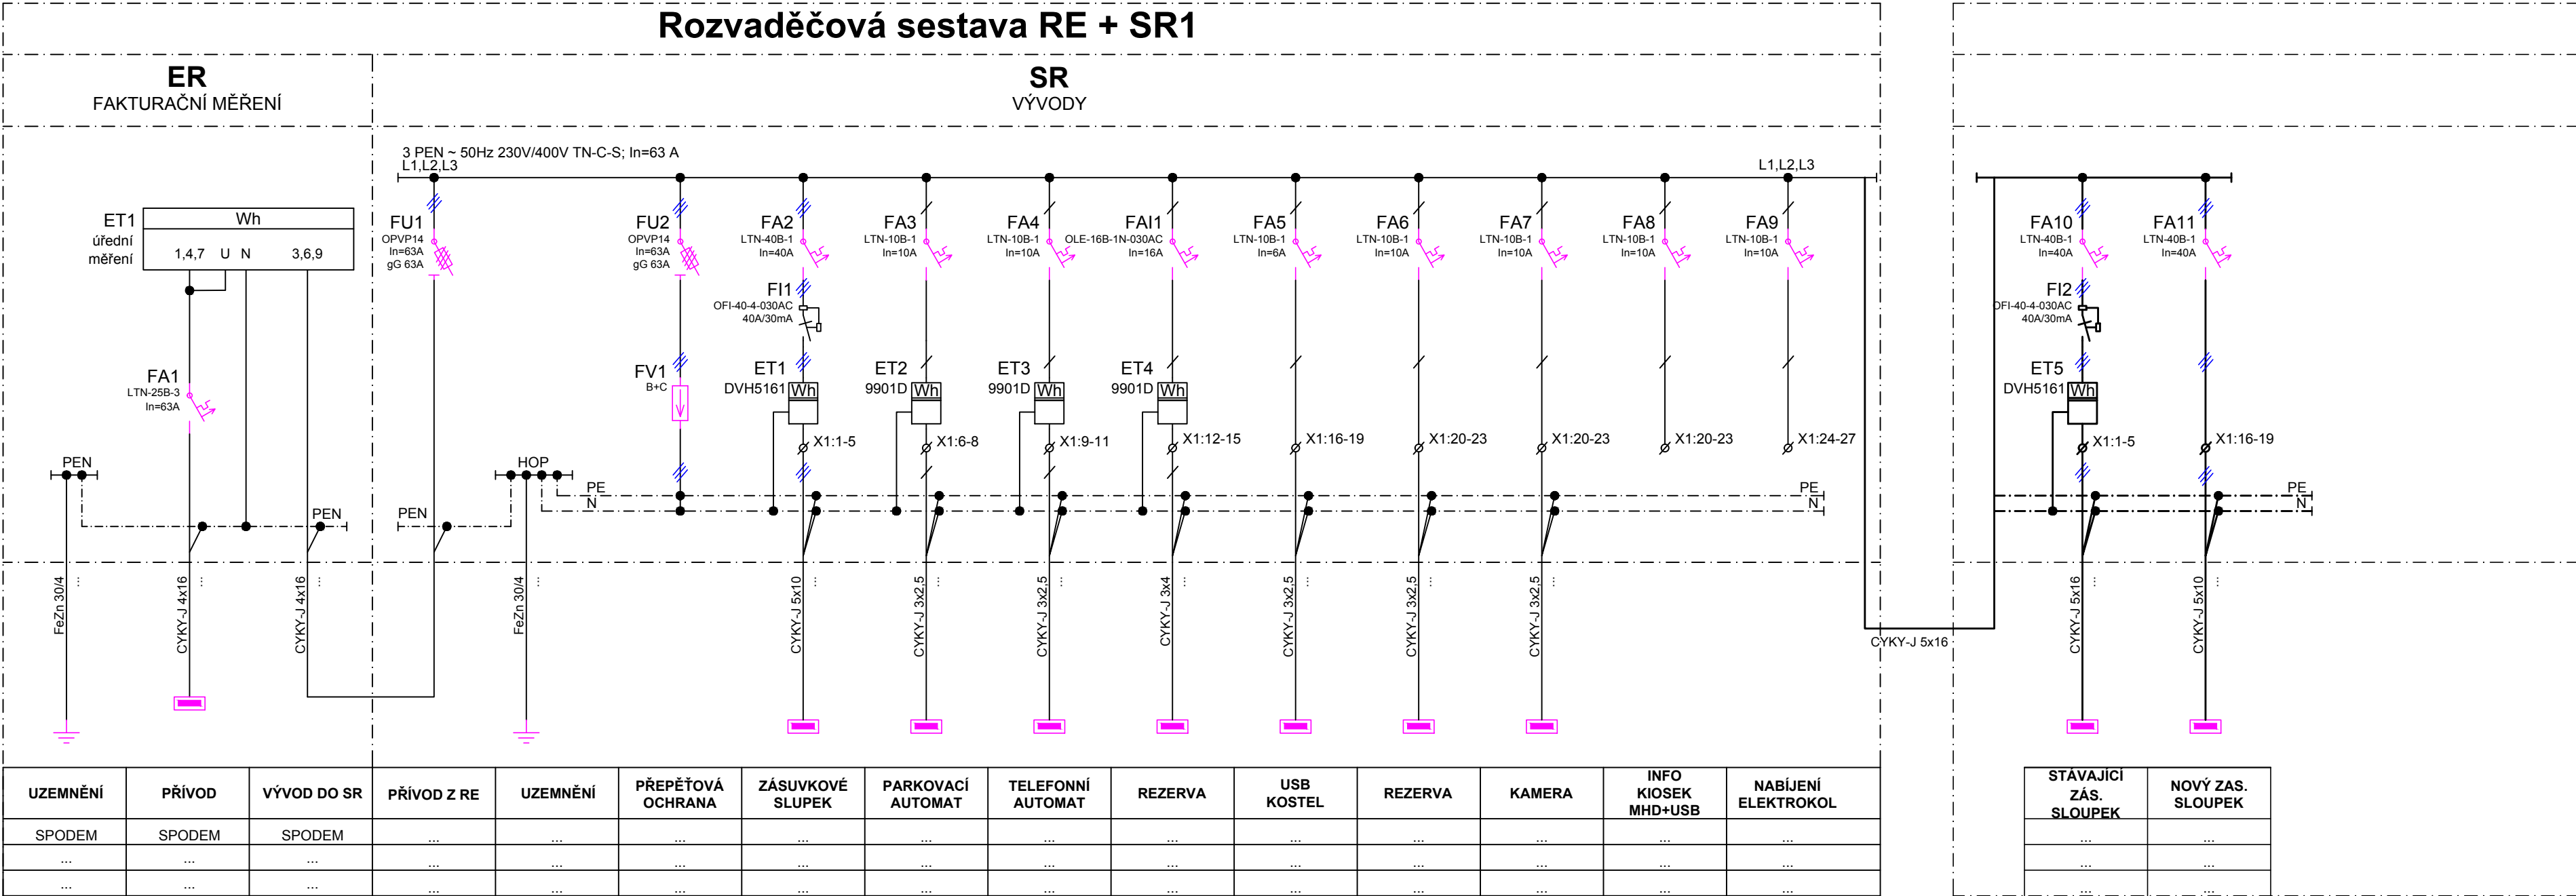 Rozvaděčová sestava RE + SR1
ER
FAKTURAČNÍ MĚŘENÍ
SR
VÝVODY
3 PEN ~ 50Hz 230V/400V TN-C-S; In=63 A
L1,L2,L3
L1,L2,L3
ET1
úřední
měření
Wh
1,4,7 U N 3,6,9
FA1
LTN-25B-3
In=63A
PEN
PEN
FeZn 30/4
...
CYKY-J 4x16
...
CYKY-J 4x16
...
FU1
OPVP14
In=63A
gG 63A
PEN
HOP
FeZn 30/4
...
FU2
OPVP14
In=63A
gG 63A
FV1
B+C
PE
N
FA2
LTN-40B-1
In=40A
FI1
OFI-40-4-030AC
40A/30mA
ET1
DVH5161
Wh
X1:1-5
CYKY-J 5x10
...
FA3
LTN-10B-1
In=10A
ET2
9901D
Wh
X1:6-8
CYKY-J 3x2,5
...
FA4
LTN-10B-1
In=10A
ET3
9901D
Wh
X1:9-11
CYKY-J 3x2,5
...
FAI1
OLE-16B-1N-030AC
In=16A
ET4
9901D
Wh
X1:12-15
CYKY-J 3x4
...
FA5
LTN-10B-1
In=6A
X1:16-19
CYKY-J 3x2,5
...
FA6
LTN-10B-1
In=10A
X1:20-23
CYKY-J 3x2,5
...
FA7
LTN-10B-1
In=10A
X1:20-23
CYKY-J 3x2,5
...
FA8
LTN-10B-1
In=10A
X1:20-23
FA9
LTN-10B-1
In=10A
X1:24-27
PE
N
CYKY-J 5x16
FA10
LTN-40B-1
In=40A
FI2
OFI-40-4-030AC
40A/30mA
ET5
DVH5161
Wh
X1:1-5
CYKY-J 5x16
...
FA11
LTN-40B-1
In=40A
X1:16-19
CYKY-J 5x10
...
PE
N
UZEMNĚNÍ
PŘÍVOD
VÝVOD DO SR
PŘÍVOD Z RE
UZEMNĚNÍ
PŘEPĚŤOVÁ
OCHRANA
ZÁSUVKOVÉ
SLUPEK
PARKOVACÍ
AUTOMAT
TELEFONNÍ
AUTOMAT
REZERVA
USB
KOSTEL
REZERVA
KAMERA
INFO
KIOSEK
MHD+USB
NABÍJENÍ
ELEKTROKOL
STÁVAJÍCÍ
ZÁS.
SLOUPEK
NOVÝ ZAS.
SLOUPEK
SPODEM SPODEM SPODEM ... ... ... ... ... ... ... ... ... ... ... ... ... ...
... ... ... ... ... ... ... ... ... ... ... ... ... ... ... ... ...
... ... ... ... ... ... ... ... ... ... ... ... ... ... ... ... ...